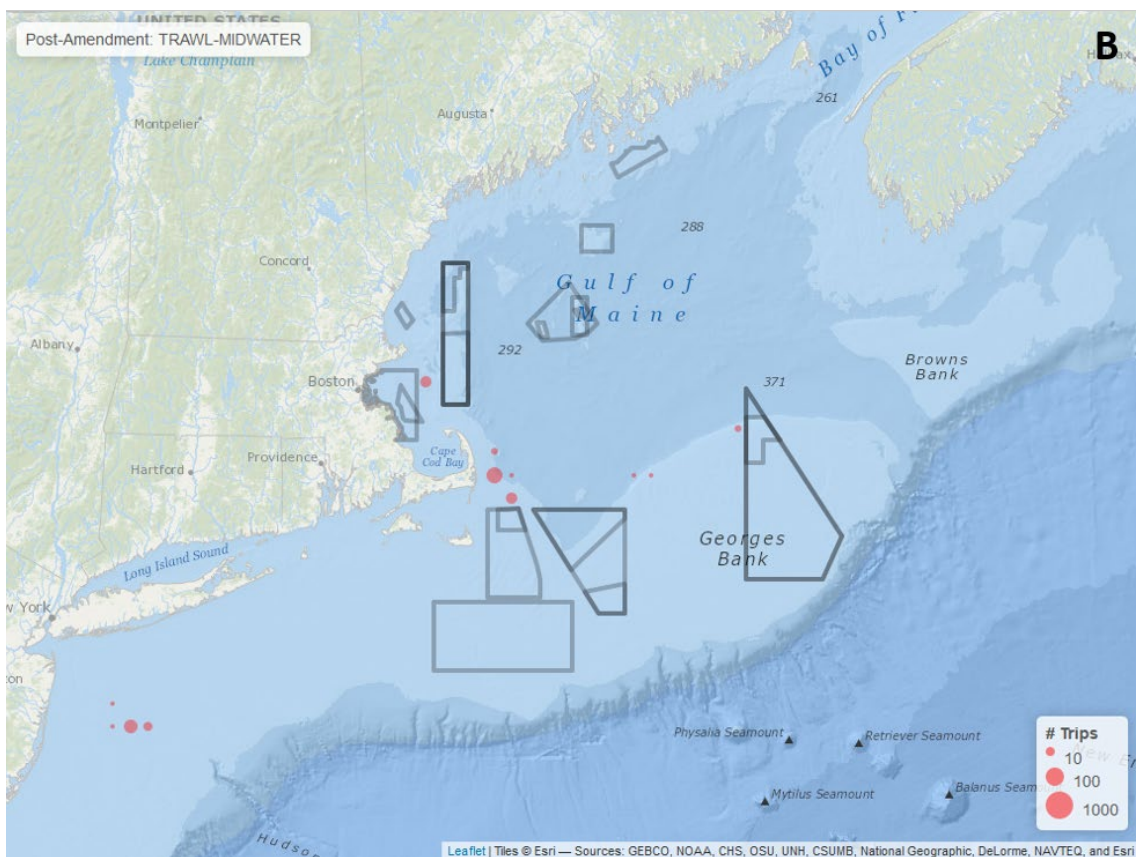 UNITED STATES
Post-Amendment: TRAWL-MIDWATER
B
Lake Champlain
Bay of
Montpelier
Augusta
261
288
Concord
Gulf of
Maine
292
Albany
Boston
371
Browns
Bank
Cape
Cod Bay
Hartford
Providence
Georges
Bank
Long Island Sound
York
Physalia Seamount
Retriever Seamount
Mytilus Seamount
Balanus
# Trips
10
100
1000
Leaflet | Tiles © Esri — Sources: GEBCO, NOAA, CHS, OSU, UNH, CSUMB, National Geographic, DeLorme, NAVTEQ, and Esri